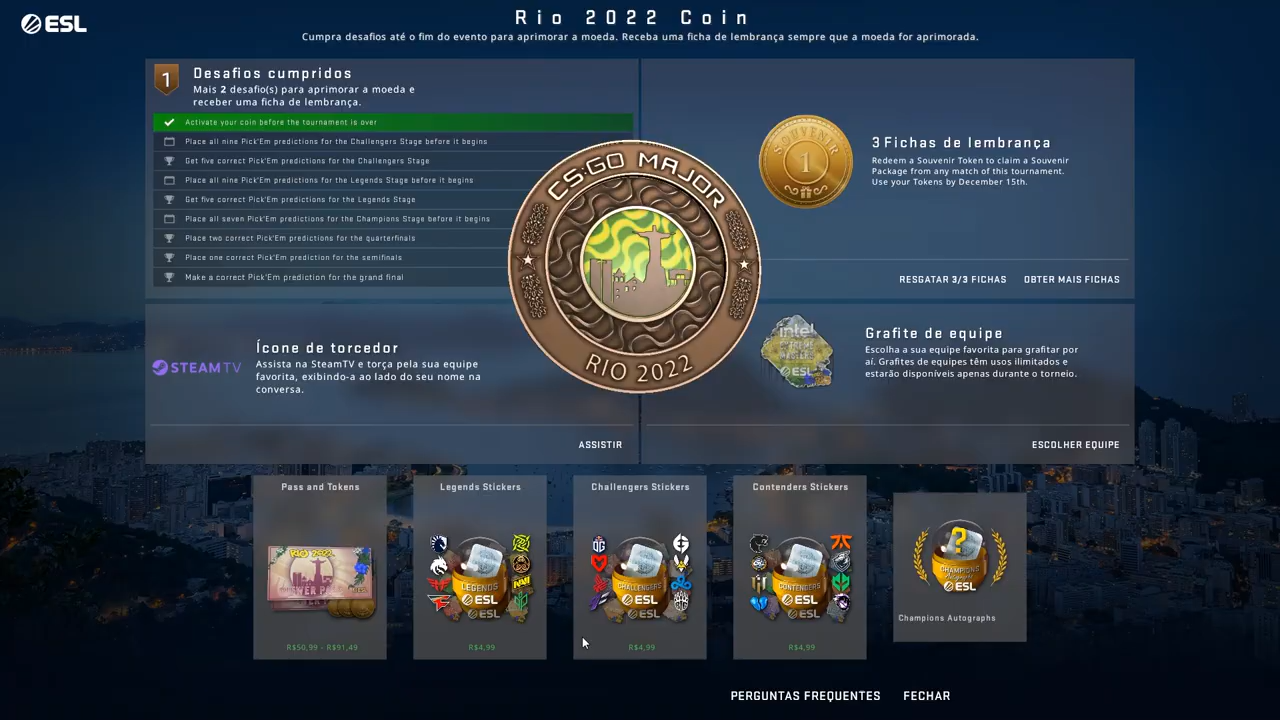 ESL
Rio 2022 Coin
Cumpra desafios até o fim do evento para aprimorar a moeda. Receba uma ficha de lembrança sempre que a moeda for aprimorada.
1
Desafios cumpridos
Mais 2 desafio(s) para aprimorar a moeda e
receber uma ficha de lembrança.
Activate your coin before the tournament is over
Place all nine Pick'Em predictions for the Challengers Stage before it begins
Get five correct Pick'Em predictions for the Challengers Stage
Place all nine Pick'Em predictions for the Legends Stage before it begins
Get five correct Pick'Em predictions for the Legends Stage
Place all seven Pick'Em predictions for the Champions Stage before it begins
Place two correct Pick'Em predictions for the quarterfinals
Place one correct Pick'Em prediction for the semifinals
Make a correct Pick'Em prediction for the grand final
CS:GO MAJOR
RIO 2022
SOUVENIR
1
3 Fichas de lembrança
Redeem a Souvenir Token to claim a Souvenir
Package from any match of this tournament.
Use your Tokens by December 15th.
RESGATAR 3/3 FICHAS
OBTER MAIS FICHAS
STEAMTV
Ícone de torcedor
Assista na SteamTV e torça pela sua equipe
favorita, exibindo-a ao lado do seu nome na
conversa.
ASSISTIR
intel
EXTREME
MASTERS
ESL
Grafite de equipe
Escolha a sua equipe favorita para grafitar por
aí. Grafites de equipes têm usos ilimitados e
estarão disponíveis apenas durante o torneio.
ESCOLHER EQUIPE
Pass and Tokens
RIO 2022
R$50,99 - R$91,49
Legends Stickers
LEGENDS
ESL
ESL
R$4,99
Challengers Stickers
CHALLENGERS
ESL
ESL
R$4,99
Contenders Stickers
CONTENDERS
ESL
ESL
R$4,99
?
CHAMPIONS
Autographs
ESL
Champions Autographs
PERGUNTAS FREQUENTES
FECHAR